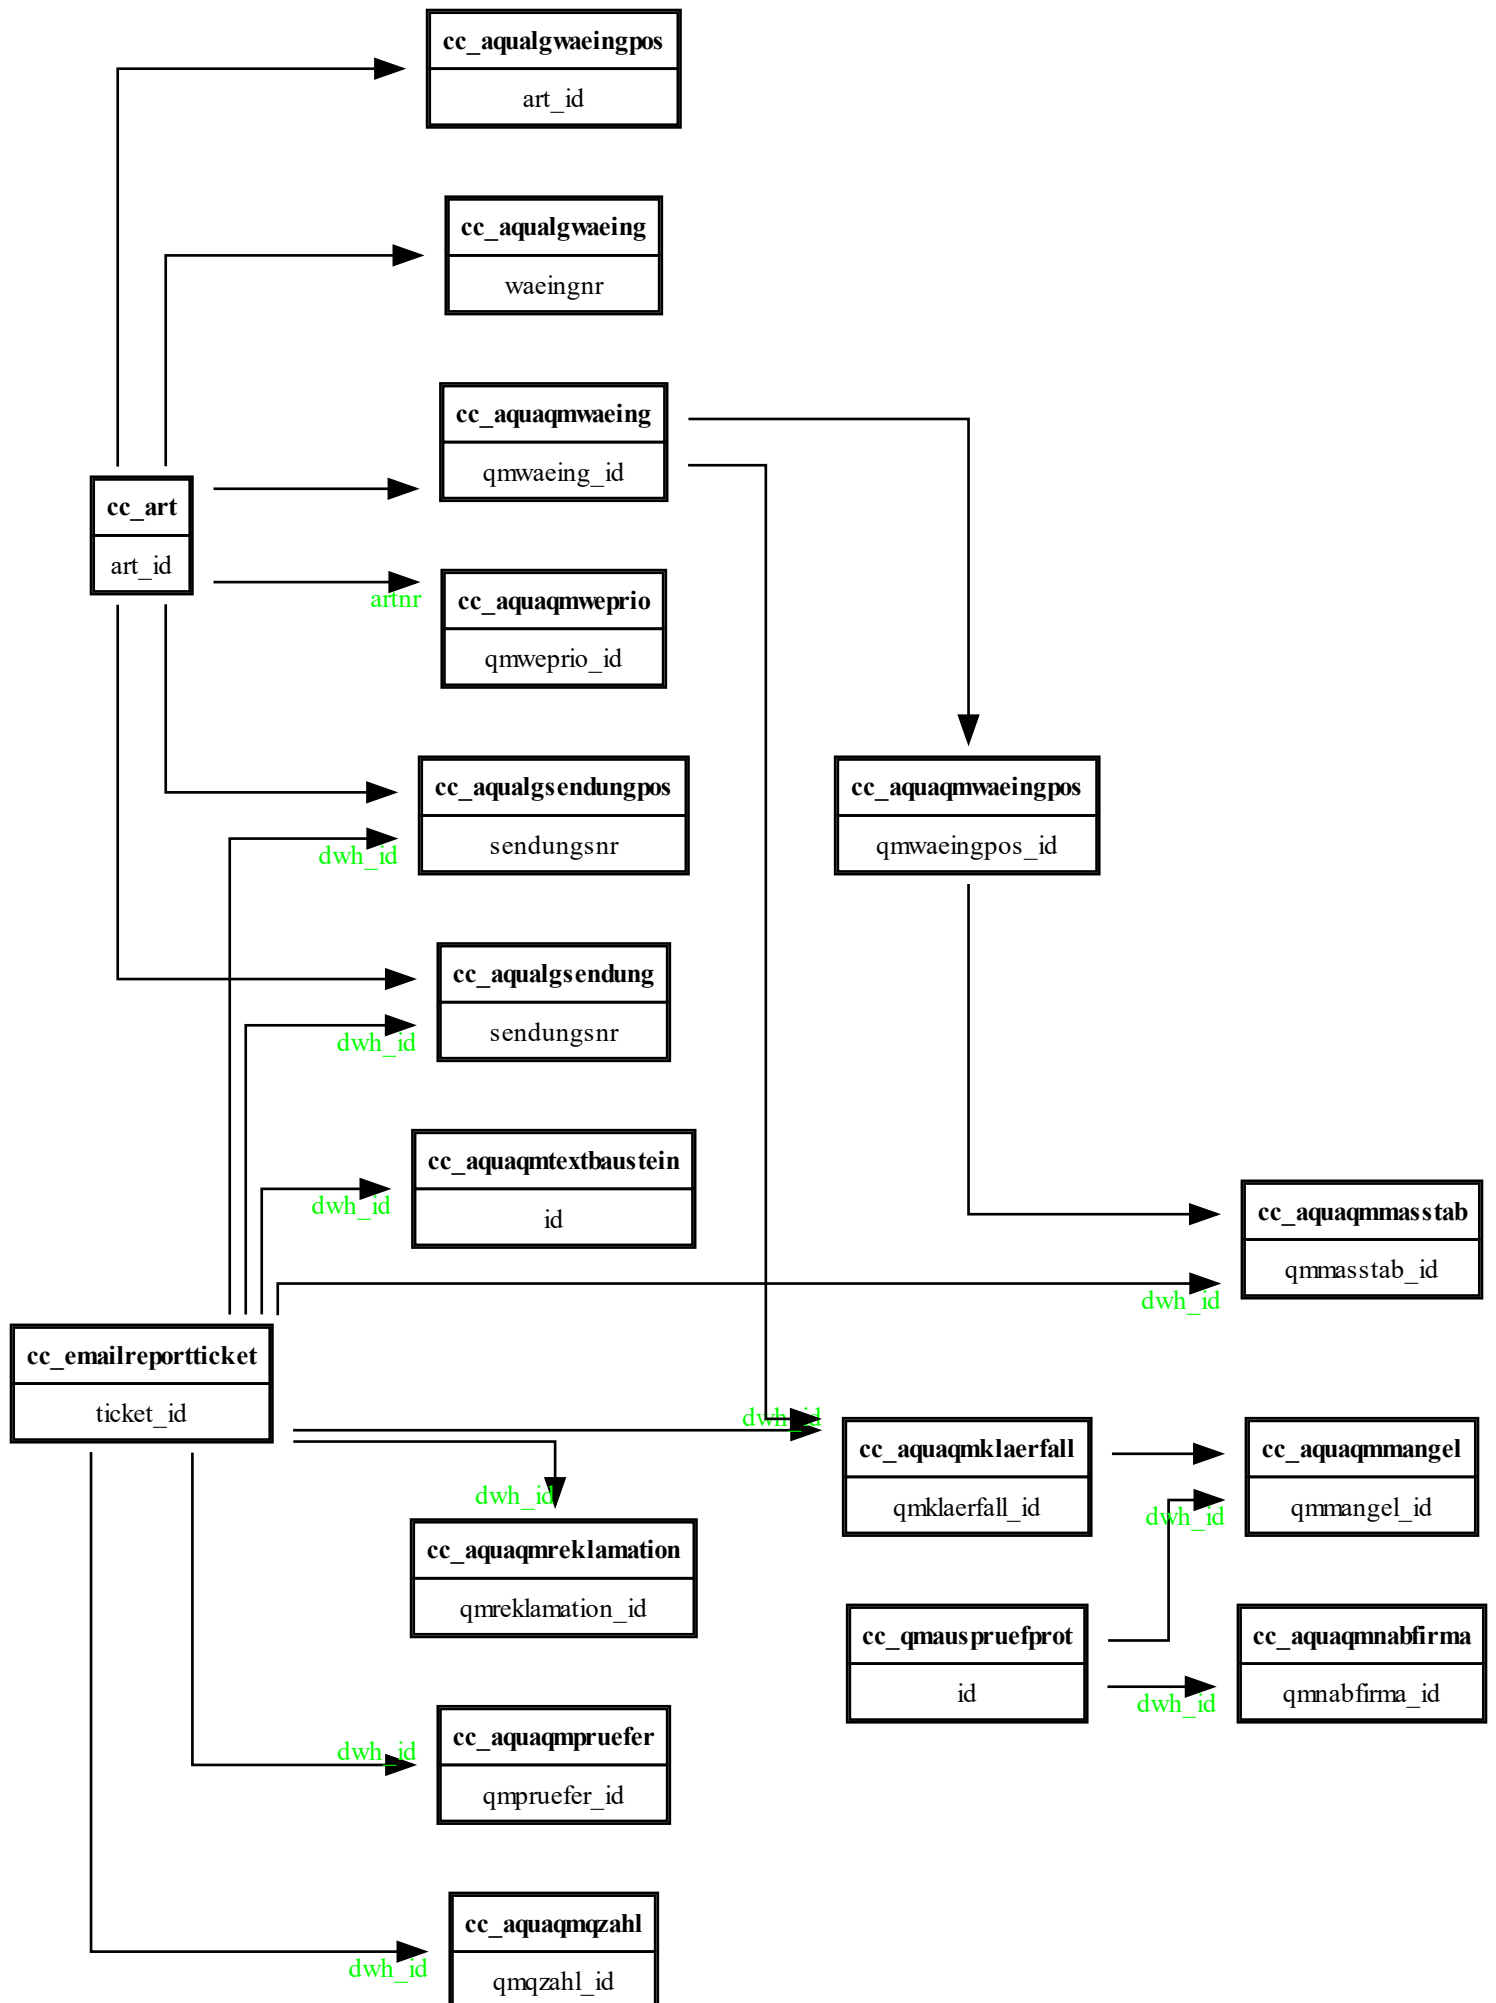 cc_aqualgwaeingpos
art_id
cc_aqualgwaeing
waeingnr
cc_aquaqmwaeing
qmwaeing_id
cc_art
art_id
artnr
cc_aquaqmweprio
qmweprio_id
cc_aqualgsendungpos
sendungsnr
dwh_id
cc_aquaqmwaeingpos
qmwaeingpos_id
cc_aqualgsendung
sendungsnr
dwh_id
cc_aquaqmtextbaustein
id
dwh_id
cc_aquaqmmasstab
qmmasstab_id
dwh_id
cc_emailreportticket
ticket_id
dwh_id
cc_aquaqmklaerfall
qmklaerfall_id
cc_aquaqmmangel
qmmangel_id
dwh_id
dwh_id
cc_aquaqmreklamation
qmreklamation_id
cc_qmauspruefprot
id
cc_aquaqmnabfirma
qmnabfirma_id
dwh_id
cc_aquaqmpruefer
qmpruefer_id
dwh_id
cc_aquaqmqzahl
qmqzahl_id
dwh_id